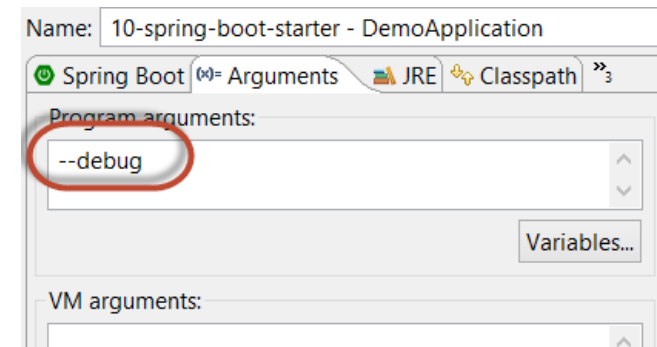 Name: 10-spring-boot-starter - DemoApplication
Spring Boot (x)= Arguments JRE Classpath »3
Program arguments:
--debug
Variables...
VM arguments: